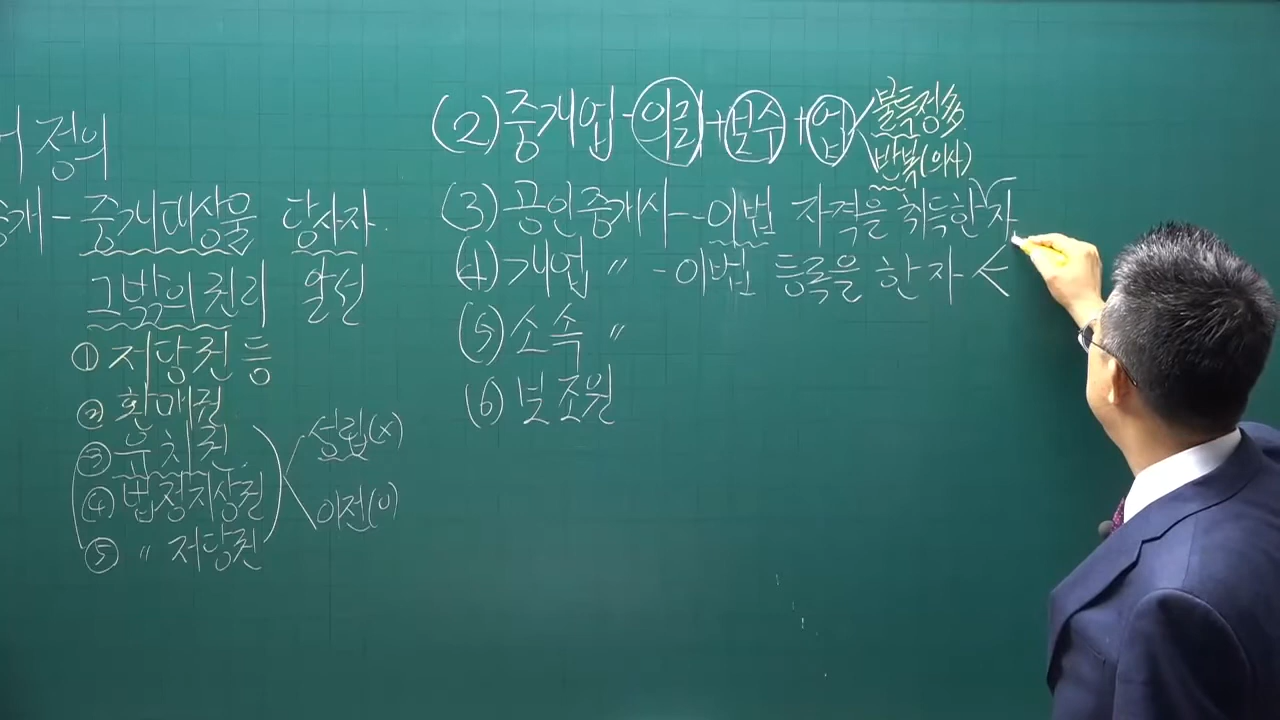 어 정의
중개 - 중개대상물 당사자.
그밖의 권리 알선
① 저당권 등
② 환매권
③ 유치권.
④ 법정지상권
⑤ 〃 저당권
성립(x)
이전(o)
(2) 중개업 - 의뢰 + 보수 + 업 < 불특정多.
반복(의사)
(3) 공인중개사 - 이법 자격을 취득한 자
(4) 개업 〃 - 이법 등록을 한 자 <
(5) 소속 〃
(6) 보조원